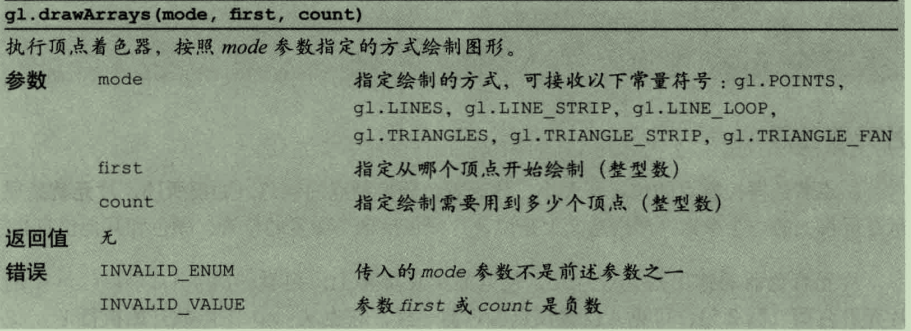 gl.drawArrays(mode, first, count)
执行顶点着色器，按照 mode 参数指定的方式绘制图形。
参数 mode 指定绘制的方式，可接收以下常量符号：gl.POINTS,
gl.LINES, gl.LINE_STRIP, gl.LINE_LOOP,
gl.TRIANGLES, gl.TRIANGLE_STRIP, gl.TRIANGLE_FAN
first 指定从哪个顶点开始绘制（整型数）
count 指定绘制需要用到多少个顶点（整型数）
返回值 无
错误 INVALID_ENUM 传入的 mode 参数不是前述参数之一
INVALID_VALUE 参数 first 或 count 是负数